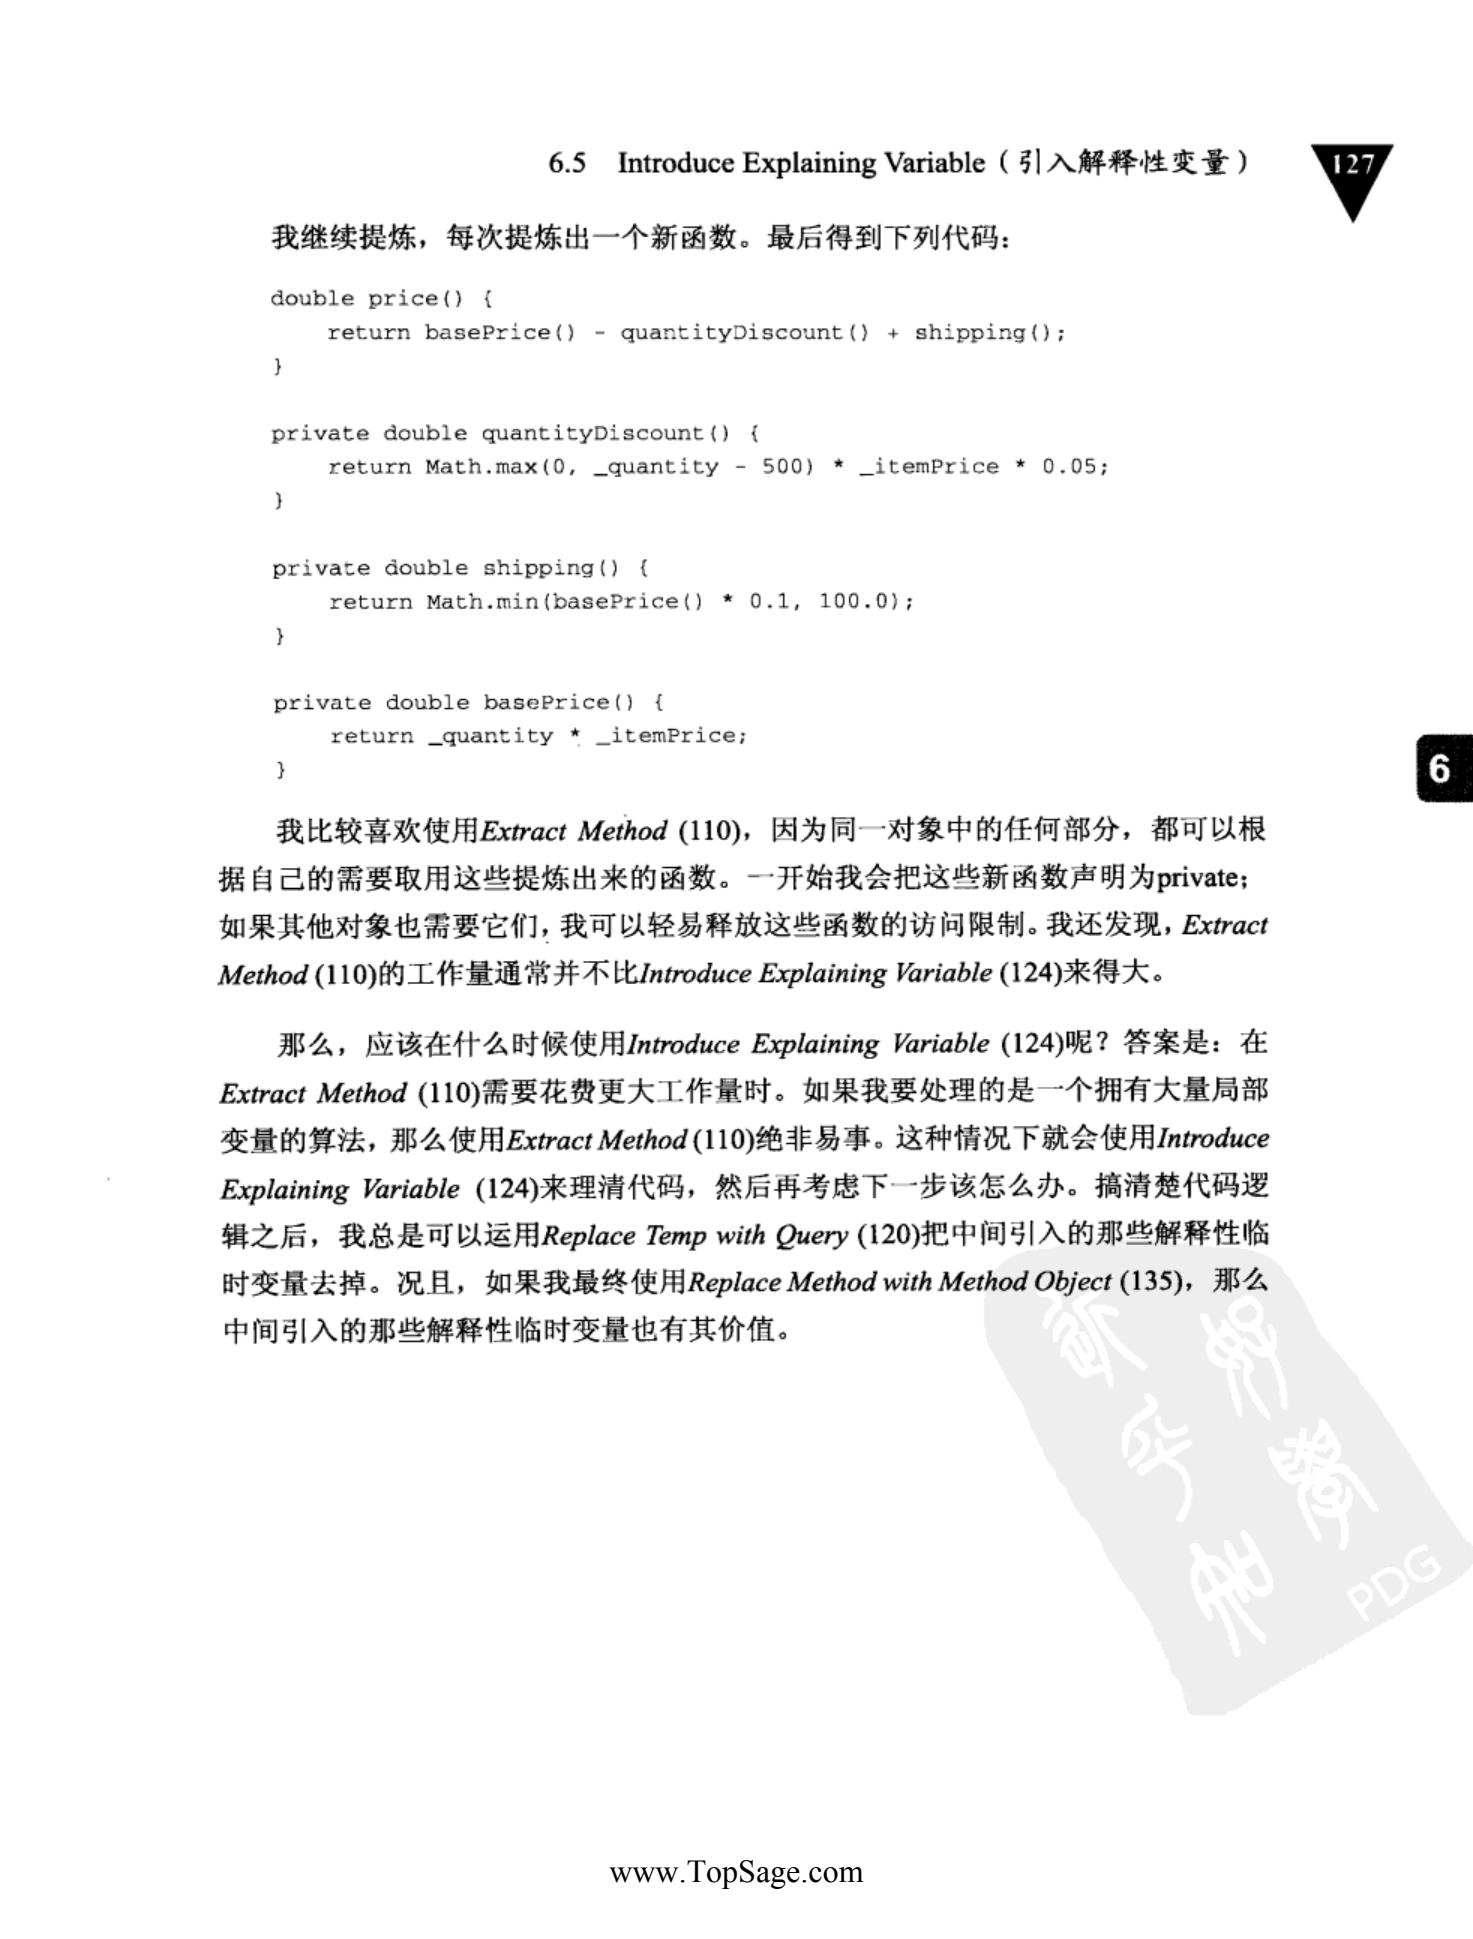 6.5 Introduce Explaining Variable（引入解释性变量）
127
我继续提炼，每次提炼出一个新函数。最后得到下列代码：
double price() {
return basePrice() - quantityDiscount() + shipping();
}
private double quantityDiscount() {
return Math.max(0, _quantity - 500) * _itemPrice * 0.05;
}
private double shipping() {
return Math.min(basePrice() * 0.1, 100.0);
}
private double basePrice() {
return _quantity * _itemPrice;
}
6
我比较喜欢使用Extract Method (110)，因为同一对象中的任何部分，都可以根
据自己的需要取用这些提炼出来的函数。一开始我会把这些新函数声明为private；
如果其他对象也需要它们，我可以轻易释放这些函数的访问限制。我还发现，Extract
Method (110)的工作量通常并不比Introduce Explaining Variable (124)来得大。
那么，应该在什么时候使用Introduce Explaining Variable (124)呢？答案是：在
Extract Method (110)需要花费更大工作量时。如果我要处理的是一个拥有大量局部
变量的算法，那么使用Extract Method (110)绝非易事。这种情况下就会使用Introduce
Explaining Variable (124)来理清代码，然后再考虑下一步该怎么办。搞清楚代码逻
辑之后，我总是可以运用Replace Temp with Query (120)把中间引入的那些解释性临
时变量去掉。况且，如果我最终使用Replace Method with Method Object (135)，那么
中间引入的那些解释性临时变量也有其价值。
PDG
www.TopSage.com